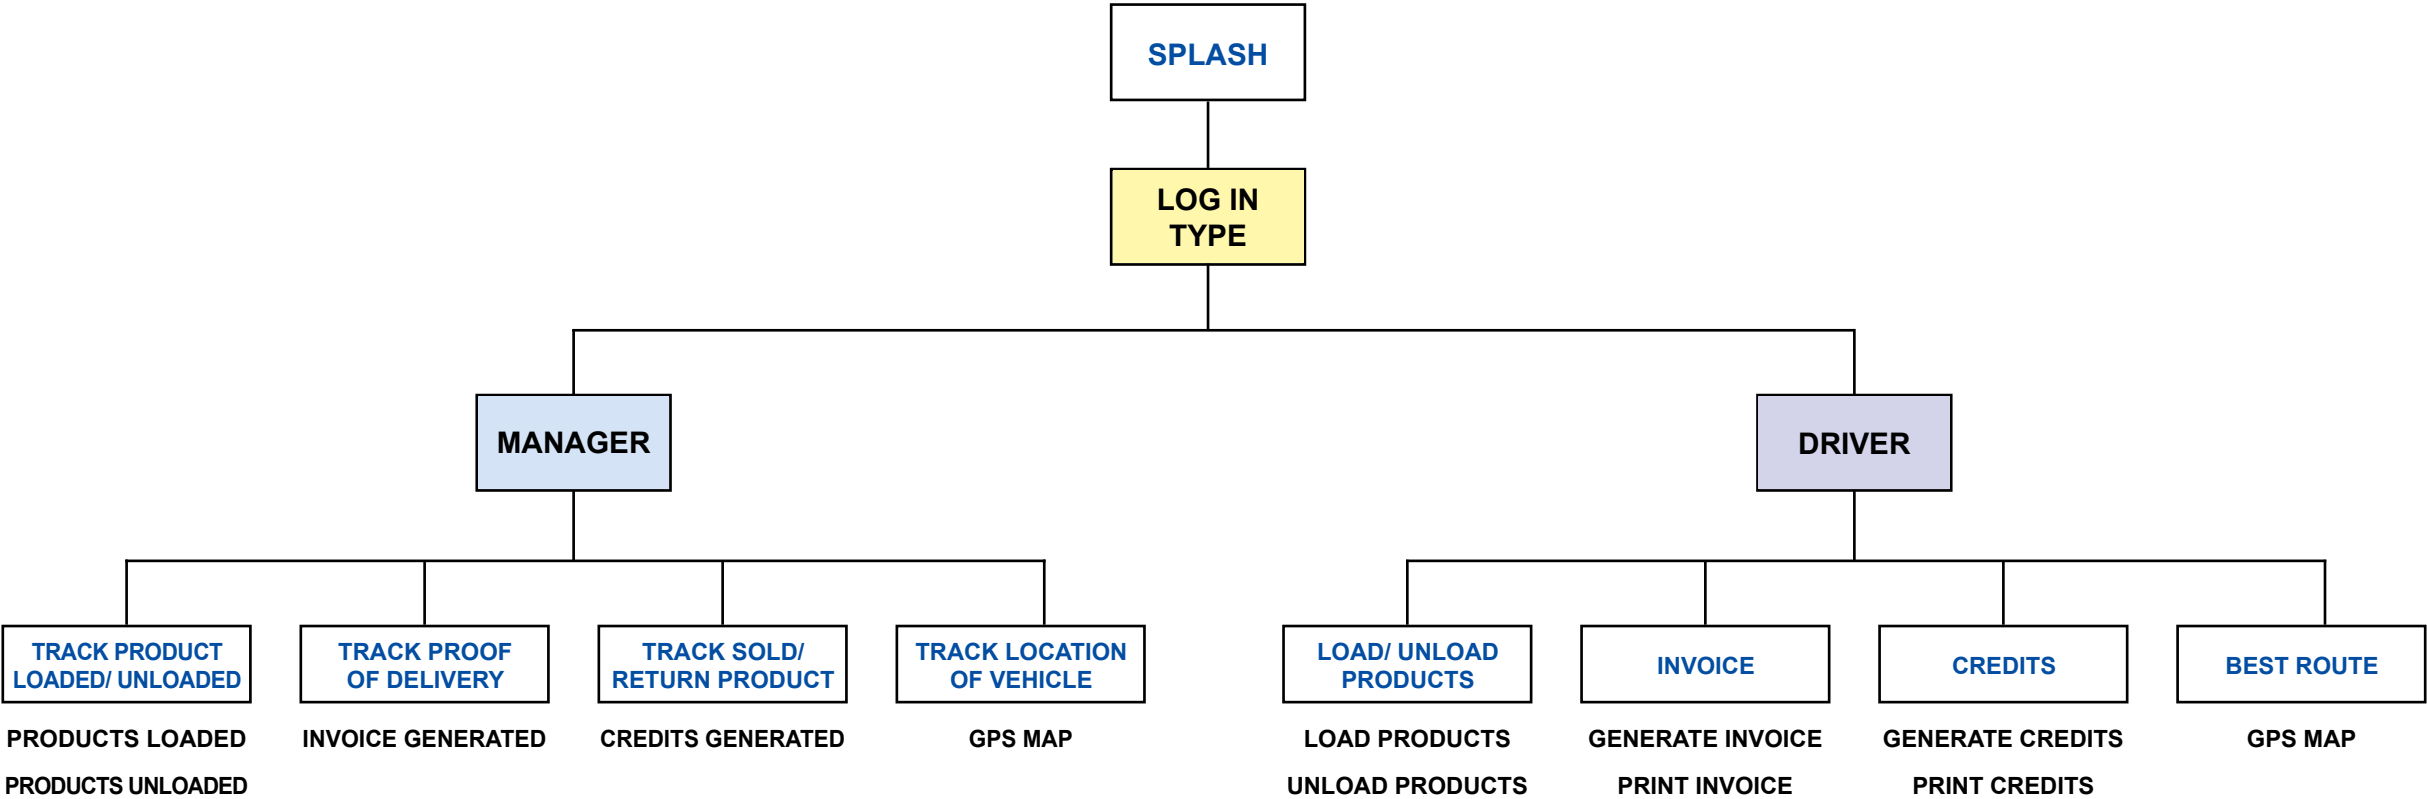 SPLASH
LOG IN
TYPE
MANAGER
DRIVER
TRACK PRODUCT
LOADED/ UNLOADED
TRACK PROOF
OF DELIVERY
TRACK SOLD/
RETURN PRODUCT
TRACK LOCATION
OF VEHICLE
LOAD/ UNLOAD
PRODUCTS
INVOICE
CREDITS
BEST ROUTE
PRODUCTS LOADED
PRODUCTS UNLOADED
INVOICE GENERATED
CREDITS GENERATED
GPS MAP
LOAD PRODUCTS
UNLOAD PRODUCTS
GENERATE INVOICE
PRINT INVOICE
GENERATE CREDITS
PRINT CREDITS
GPS MAP